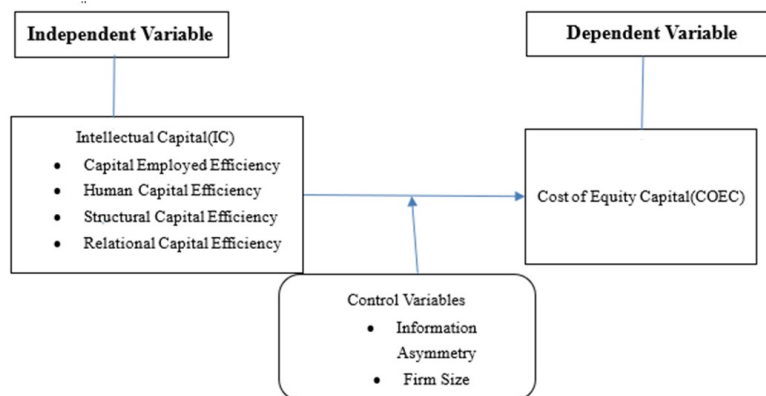 Independent Variable
Dependent Variable
Intellectual Capital(IC)
• Capital Employed Efficiency
• Human Capital Efficiency
• Structural Capital Efficiency
• Relational Capital Efficiency
Cost of Equity Capital(COEC)
Control Variables
• Information
Asymmetry
• Firm Size